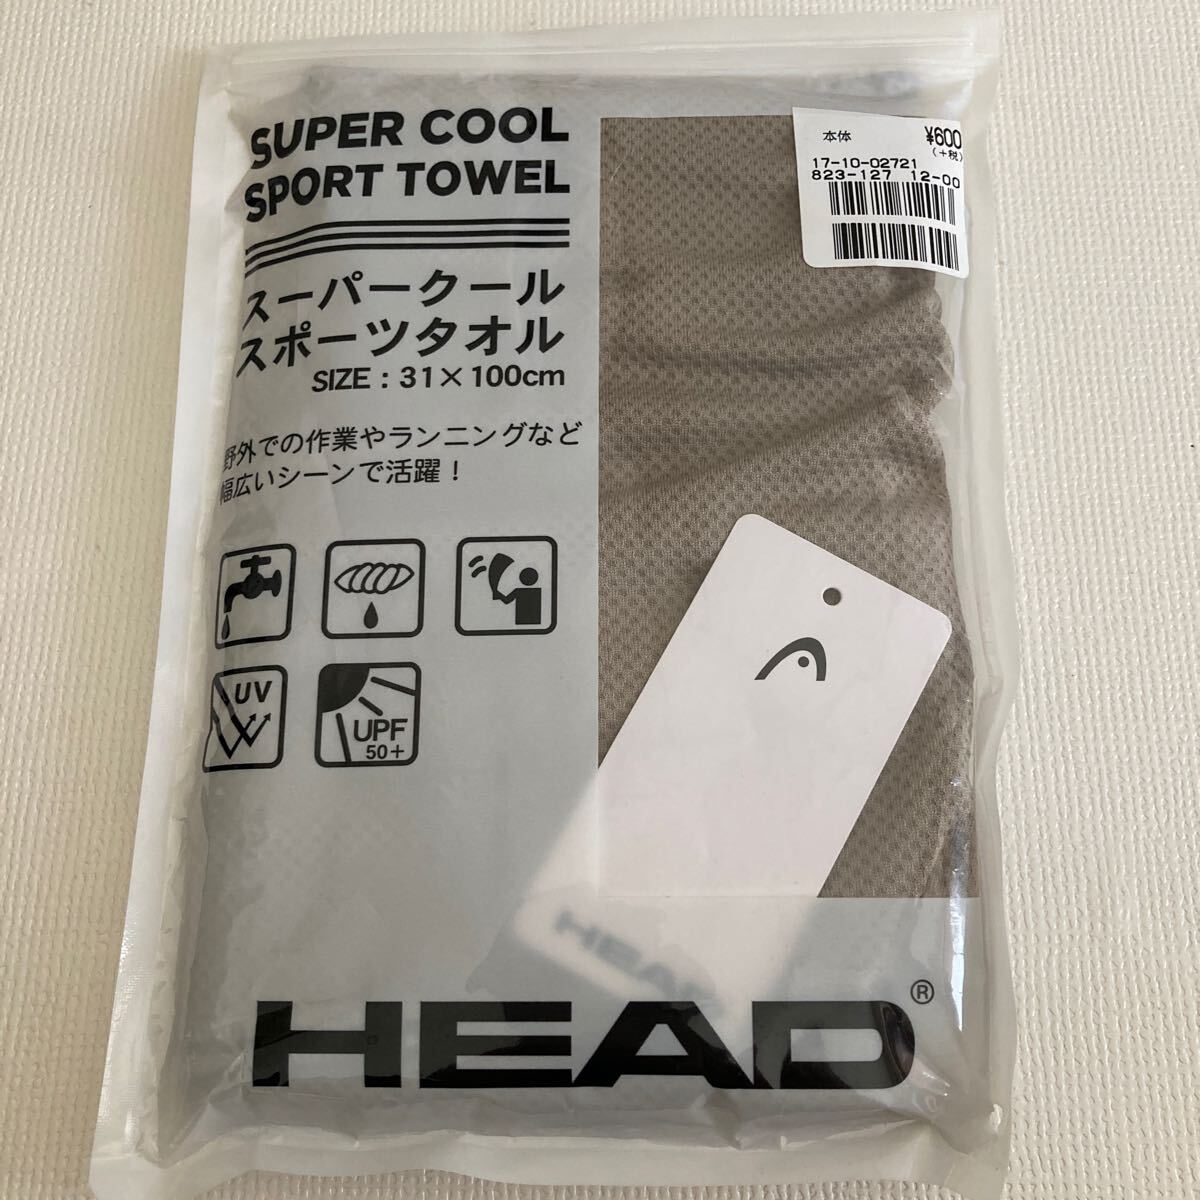 SUPER COOL
SPORT TOWEL
スーパークール
スポーツタオル
SIZE : 31×100cm
野外での作業やランニングなど
幅広いシーンで活躍！
UV
UPF
50+
本体 ¥600
(+税)
17-10-02721
823-127 12-00
HEAD
HEAD®